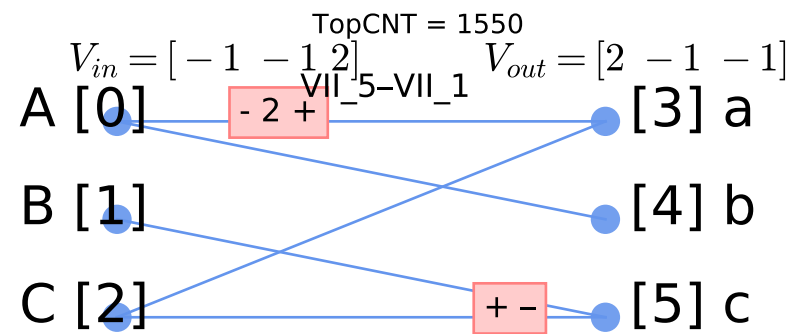 TopCNT = 1550
V_in = [ − 1 − 1 2] V_out = [2 − 1 − 1]
VII_5–VII_1
A [0] - 2 + [3] a
B [1] [4] b
C [2] + – [5] c